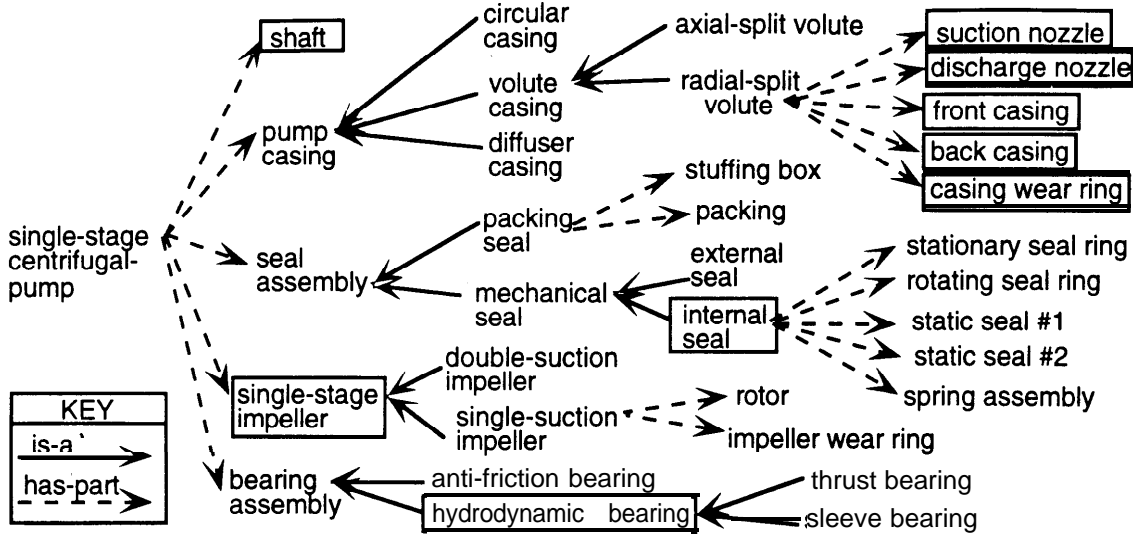 shaft
circular
casing
axial-split volute
suction nozzle
discharge nozzle
volute
casing
radial-split
volute
front casing
pump
casing
diffuser
casing
back casing
casing wear ring
stuffing box
packing
seal
packing
single-stage
centrifugal-
pump
seal
assembly
external
seal
stationary seal ring
rotating seal ring
mechanical
seal
internal
seal
static seal #1
static seal #2
spring assembly
double-suction
impeller
single-stage
impeller
single-suction
impeller
rotor
impeller wear ring
KEY
is-a
has-part
bearing
assembly
anti-friction bearing
hydrodynamic bearing
thrust bearing
sleeve bearing